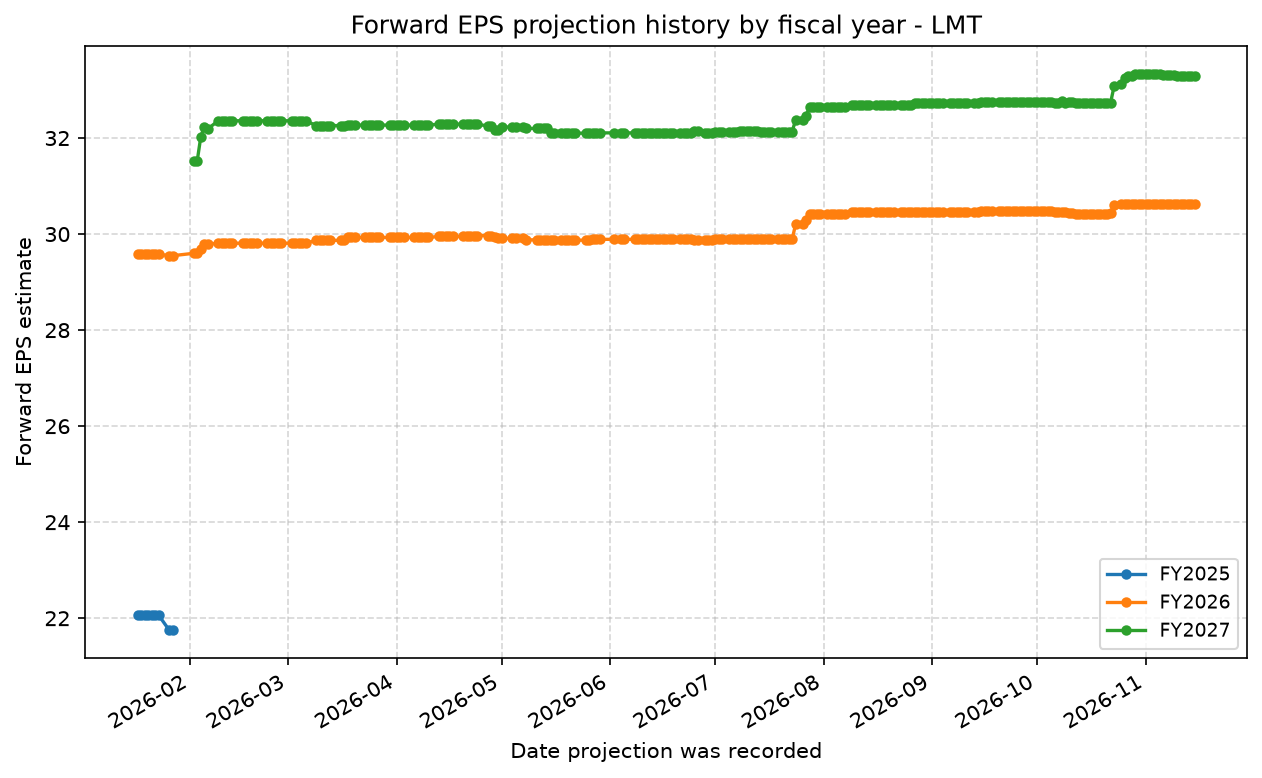 Forward EPS projection history by fiscal year - LMT
Forward EPS estimate
32
30
28
26
24
22
2026-02
2026-03
2026-04
2026-05
2026-06
2026-07
2026-08
2026-09
2026-10
2026-11
Date projection was recorded
FY2025
FY2026
FY2027